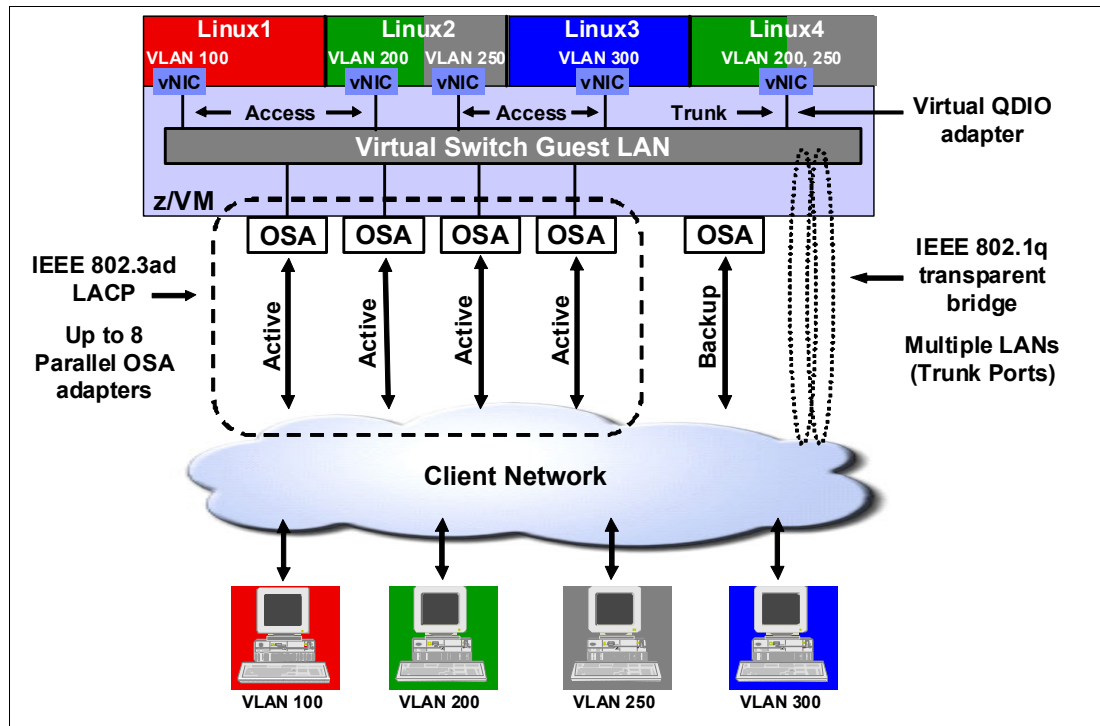 Linux1
Linux2
Linux3
Linux4
VLAN 100
VLAN 200
VLAN 250
VLAN 300
VLAN 200, 250
vNIC
vNIC
vNIC
vNIC
vNIC
Access
Access
Trunk
Virtual QDIO
adapter
Virtual Switch Guest LAN
z/VM
OSA
OSA
OSA
OSA
OSA
IEEE 802.3ad
LACP
Up to 8
Parallel OSA
adapters
Active
Active
Active
Active
Backup
IEEE 802.1q
transparent
bridge
Multiple LANs
(Trunk Ports)
Client Network
VLAN 100
VLAN 200
VLAN 250
VLAN 300